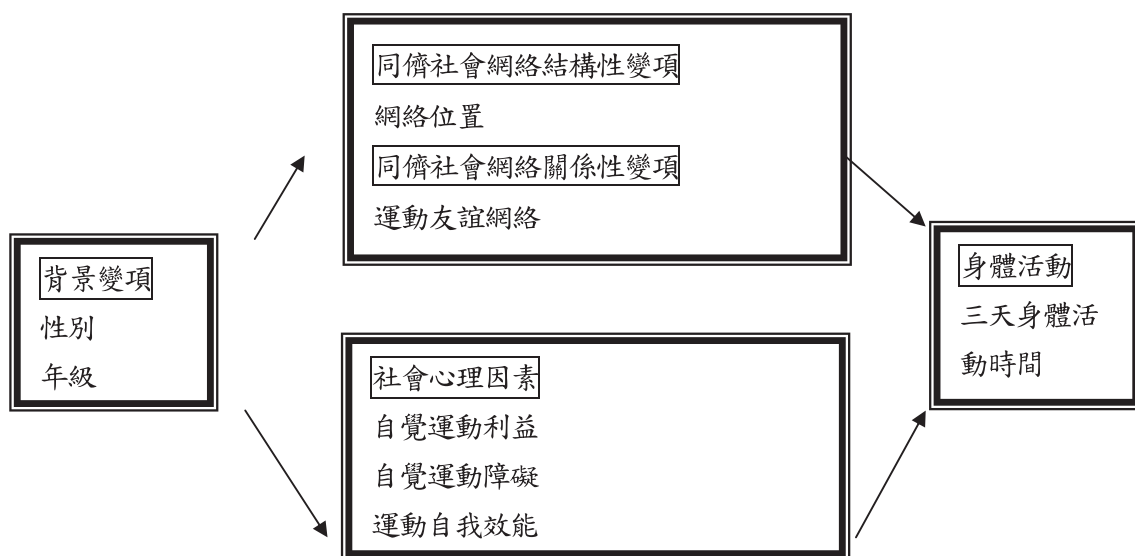 同儕社會網絡結構性變項
網絡位置
同儕社會網絡關係性變項
運動友誼網絡
背景變項
性別
年級
社會心理因素
自覺運動利益
自覺運動障礙
運動自我效能
身體活動
三天身體活
動時間